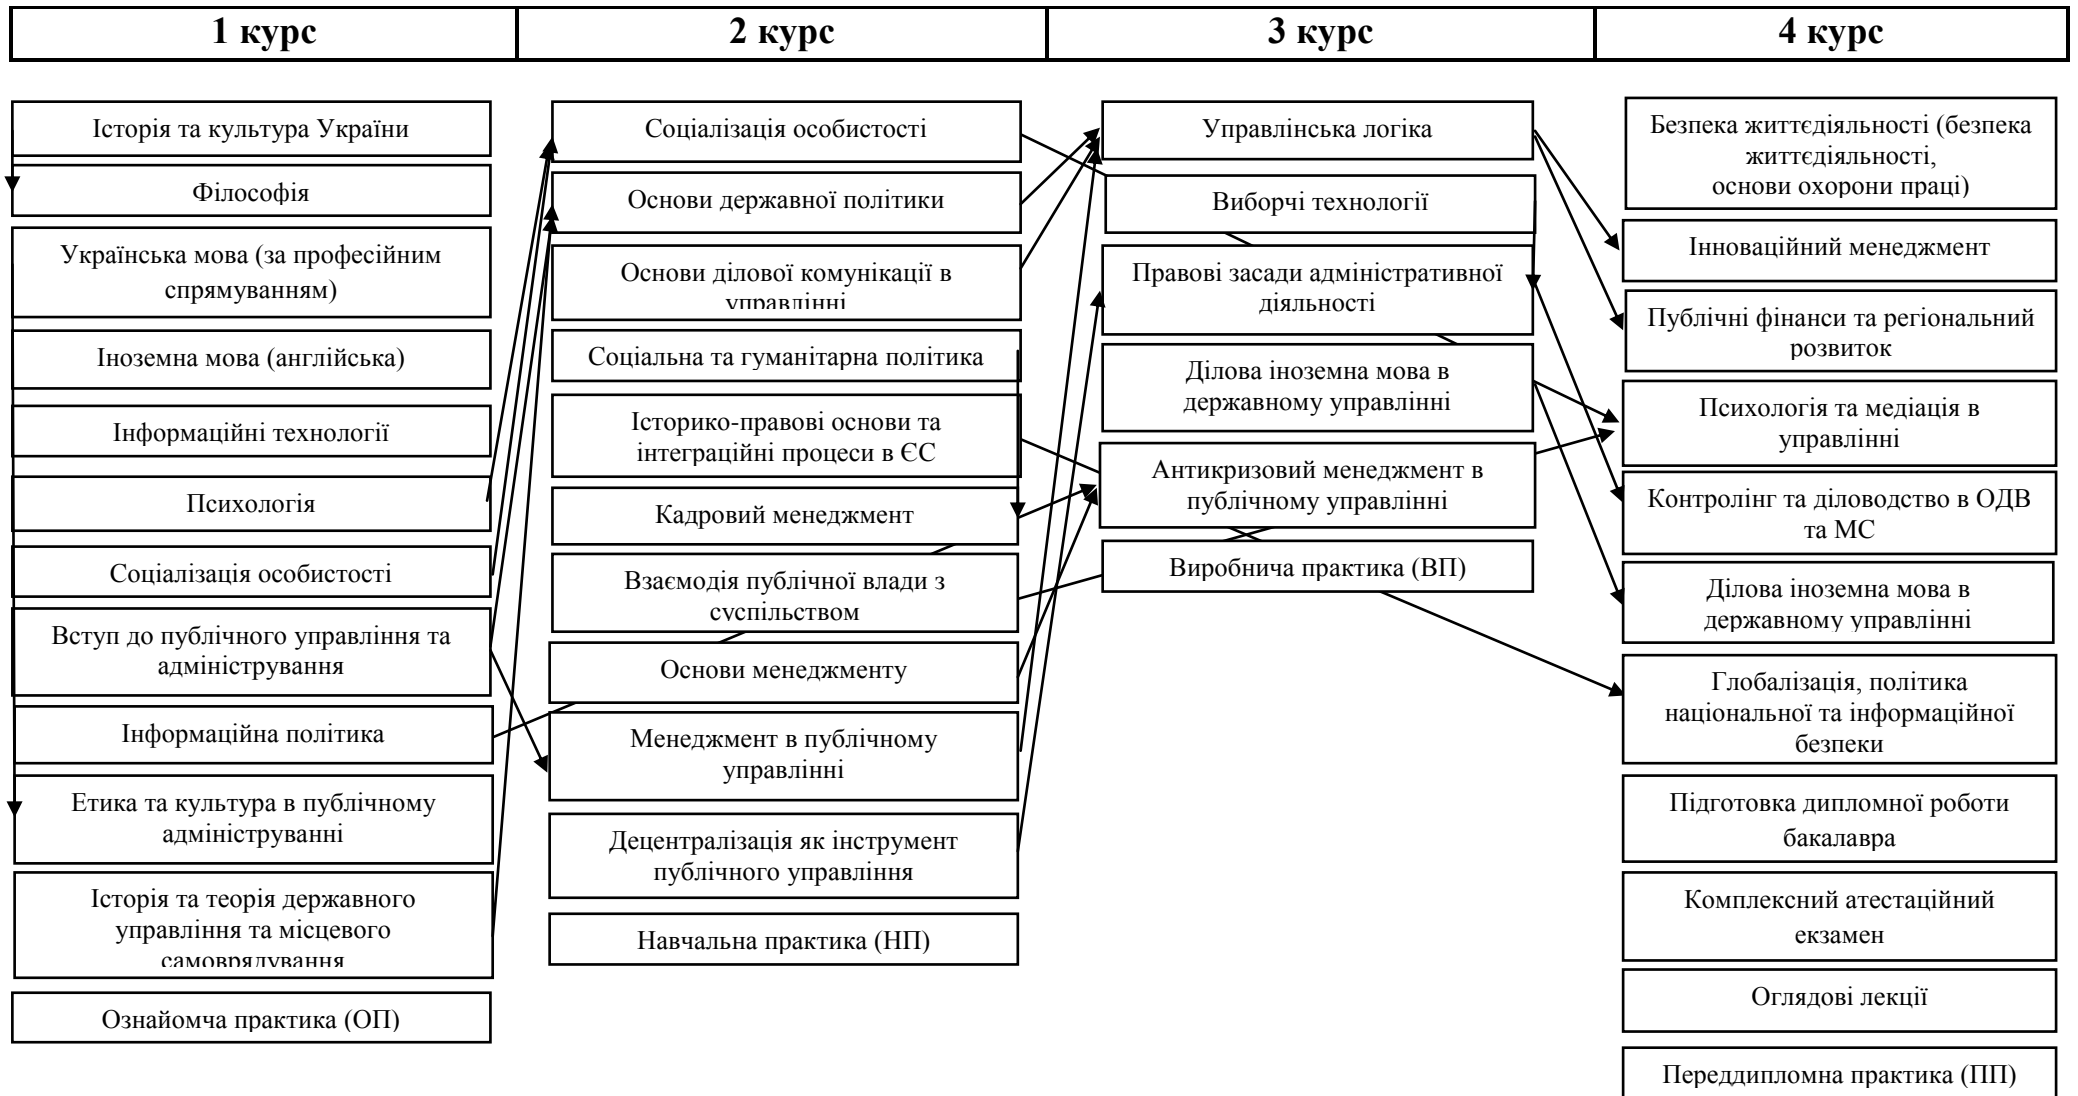 1 курс
2 курс
3 курс
4 курс
Історія та культура України
Філософія
Українська мова (за професійним
спрямуванням)
Іноземна мова (англійська)
Інформаційні технології
Психологія
Соціалізація особистості
Вступ до публічного управління та
адміністрування
Інформаційна політика
Етика та культура в публічному
адмініструванні
Історія та теорія державного
управління та місцевого
самоврядування
Ознайомча практика (ОП)
Соціалізація особистості
Основи державної політики
Основи ділової комунікації в
управлінні
Соціальна та гуманітарна політика
Історико-правові основи та
інтеграційні процеси в ЄС
Кадровий менеджмент
Взаємодія публічної влади з
суспільством
Основи менеджменту
Менеджмент в публічному
управлінні
Децентралізація як інструмент
публічного управління
Навчальна практика (НП)
Управлінська логіка
Виборчі технології
Правові засади адміністративної
діяльності
Ділова іноземна мова в
державному управлінні
Антикризовий менеджмент в
публічному управлінні
Виробнича практика (ВП)
Безпека життєдіяльності (безпека
життєдіяльності,
основи охорони праці)
Інноваційний менеджмент
Публічні фінанси та регіональний
розвиток
Психологія та медіація в
управлінні
Контролінг та діловодство в ОДВ
та МС
Ділова іноземна мова в
державному управлінні
Глобалізація, політика
національної та інформаційної
безпеки
Підготовка дипломної роботи
бакалавра
Комплексний атестаційний
екзамен
Оглядові лекції
Переддипломна практика (ПП)